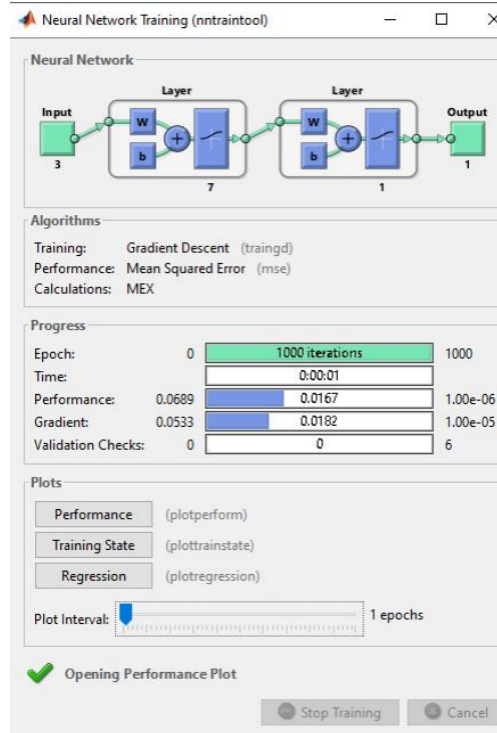 Neural Network Training (nntraintool)
Neural Network
Layer Layer
Input Output
W W
b b
3 7 1 1
Algorithms
Training: Gradient Descent (traingd)
Performance: Mean Squared Error (mse)
Calculations: MEX
Progress
Epoch: 0 1000 iterations 1000
Time: 0:00:01
Performance: 0.0689 0.0167 1.00e-06
Gradient: 0.0533 0.0182 1.00e-05
Validation Checks: 0 0 6
Plots
Performance (plotperform)
Training State (plottrainstate)
Regression (plotregression)
Plot Interval: 1 epochs
Opening Performance Plot
Stop Training Cancel